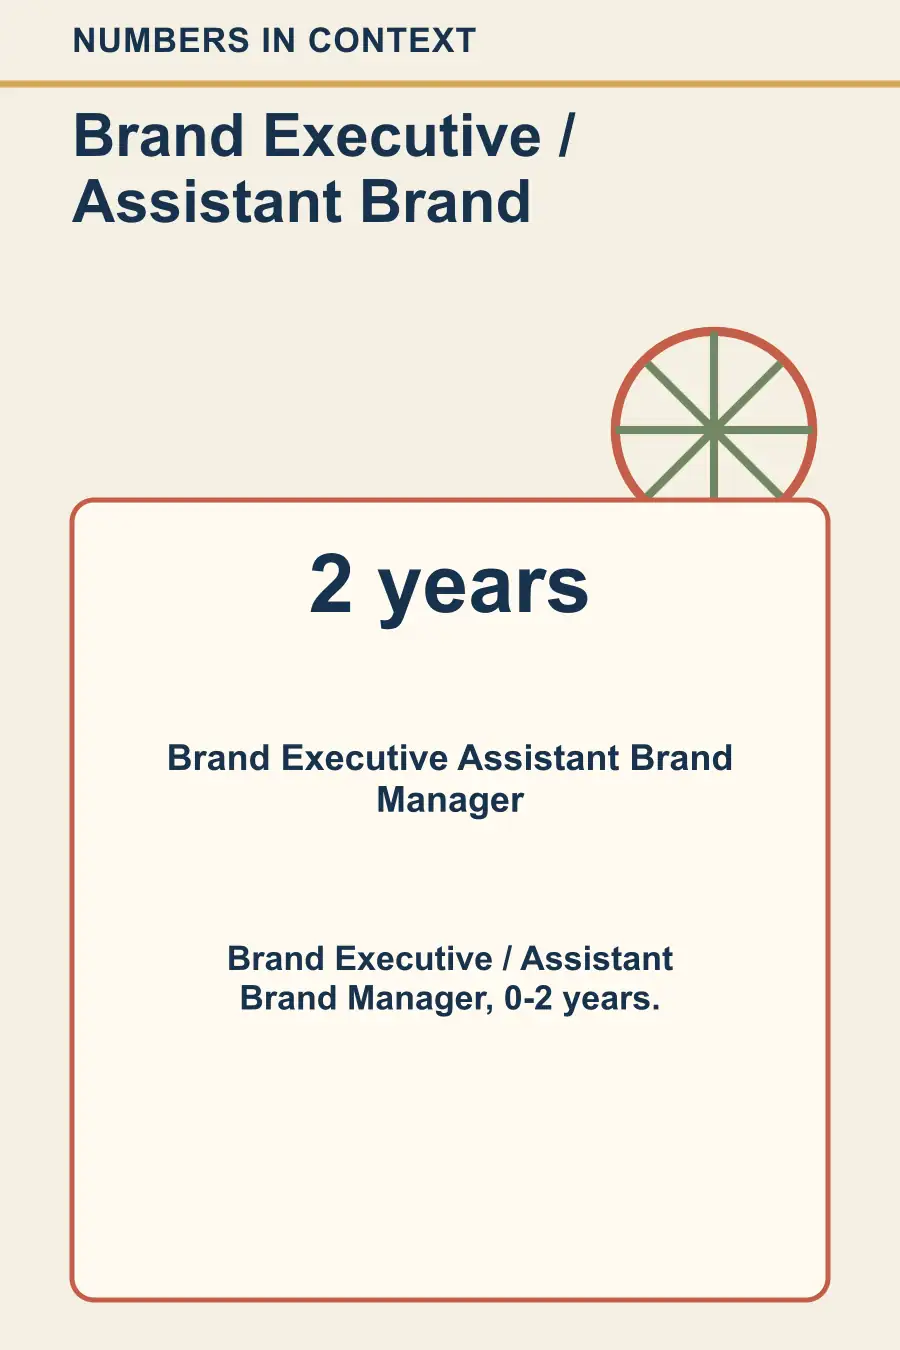 NUMBERS IN CONTEXT
Brand Executive /
Assistant Brand
2 years
Brand Executive Assistant Brand
Manager
Brand Executive / Assistant
Brand Manager, 0-2 years.